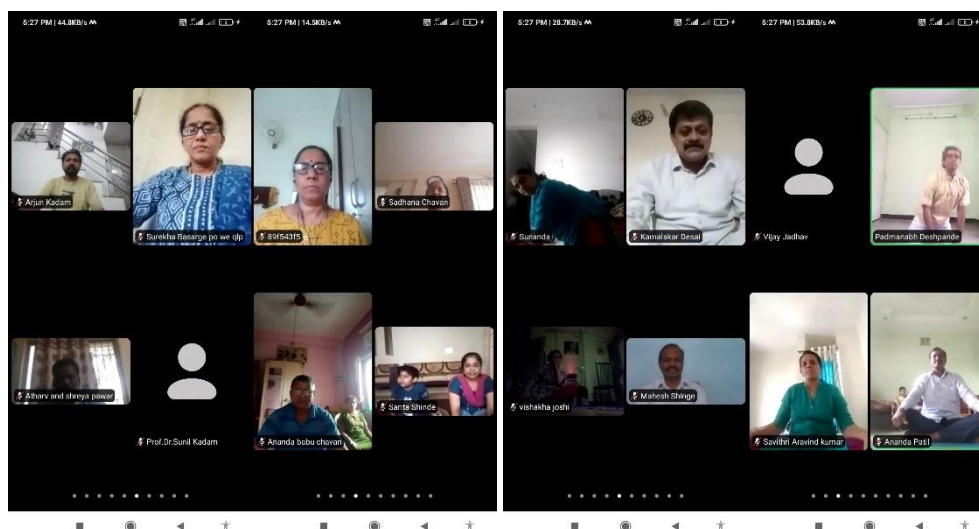 5:27 PM | 44.8KB/s
5:27 PM | 14.5KB/s
5:27 PM | 28.7KB/s
5:27 PM | 53.8KB/s
Arjun Kadam
Surekha Basarge po we qlp
89f543f5
Sadhana Chavan
Sunanda
Kamalakar Desai
Vijay Jadhav
Padmanabh Deshpande
Atharv and shreya pawar
Prof.Dr.Sunil Kadam
Ananda babu chavan
Sarita Shinde
vishakha joshi
Mahesh Shinge
Savithri Aravind kumar
Ananda Patil